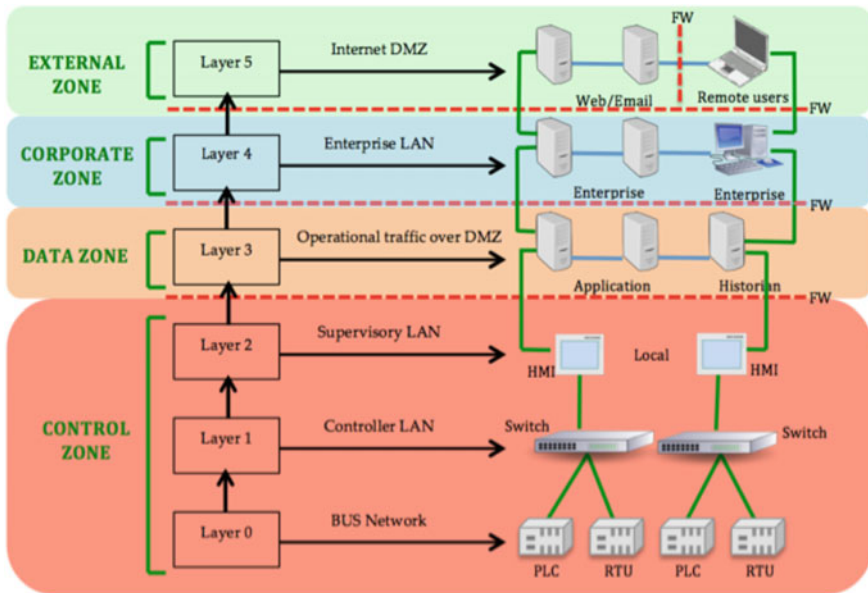 FW
EXTERNAL
ZONE
Layer 5
Internet DMZ
Web/Email
Remote users
FW
CORPORATE
ZONE
Layer 4
Enterprise LAN
Enterprise
Enterprise
FW
DATA ZONE
Layer 3
Operational traffic over DMZ
Application
Historian
FW
Layer 2
Supervisory LAN
HMI
Local
HMI
CONTROL
ZONE
Layer 1
Controller LAN
Switch
Switch
Layer 0
BUS Network
PLC
RTU
PLC
RTU